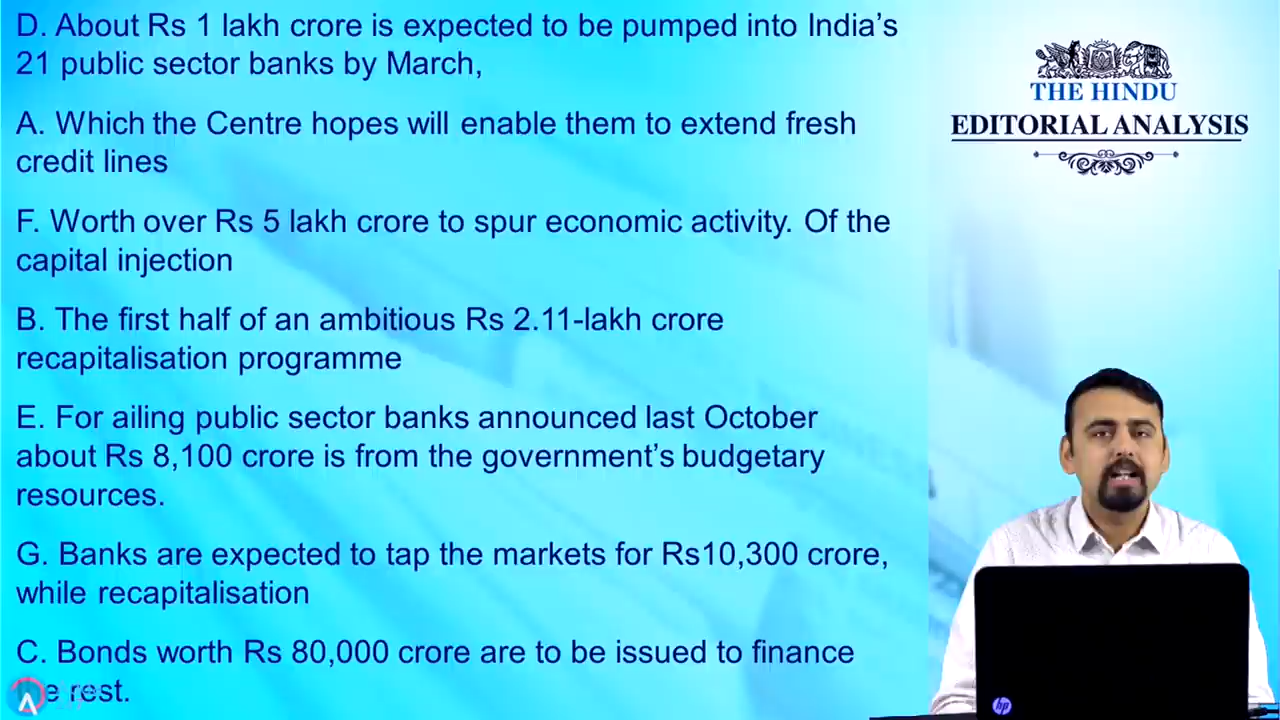 D. About Rs 1 lakh crore is expected to be pumped into India’s
21 public sector banks by March,
A. Which the Centre hopes will enable them to extend fresh
credit lines
F. Worth over Rs 5 lakh crore to spur economic activity. Of the
capital injection
B. The first half of an ambitious Rs 2.11-lakh crore
recapitalisation programme
E. For ailing public sector banks announced last October
about Rs 8,100 crore is from the government’s budgetary
resources.
G. Banks are expected to tap the markets for Rs10,300 crore,
while recapitalisation
C. Bonds worth Rs 80,000 crore are to be issued to finance
rest.
THE HINDU
EDITORIAL ANALYSIS
hp